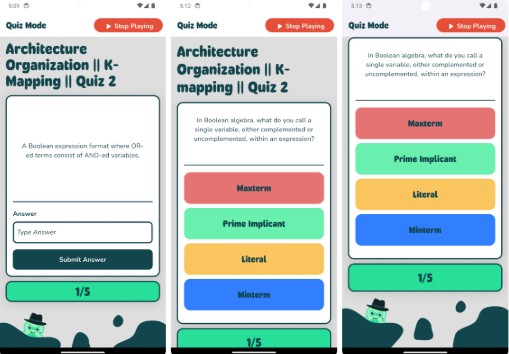 5:09
Quiz Mode
Stop Playing
Architecture
Organization || K-
Mapping || Quiz 2
A Boolean expression format where OR-
ed terms consist of AND-ed variables.
Answer
Type Answer
Submit Answer
1/5
5:12
Quiz Mode
Stop Playing
Architecture
Organization || K-
mapping || Quiz 2
In Boolean algebra, what do you call a
single variable, either complemented or
uncomplemented, within an expression?
Maxterm
Prime Implicant
Literal
Minterm
1/5
5:13
Quiz Mode
Stop Playing
In Boolean algebra, what do you call a
single variable, either complemented or
uncomplemented, within an expression?
Maxterm
Prime Implicant
Literal
Minterm
1/5